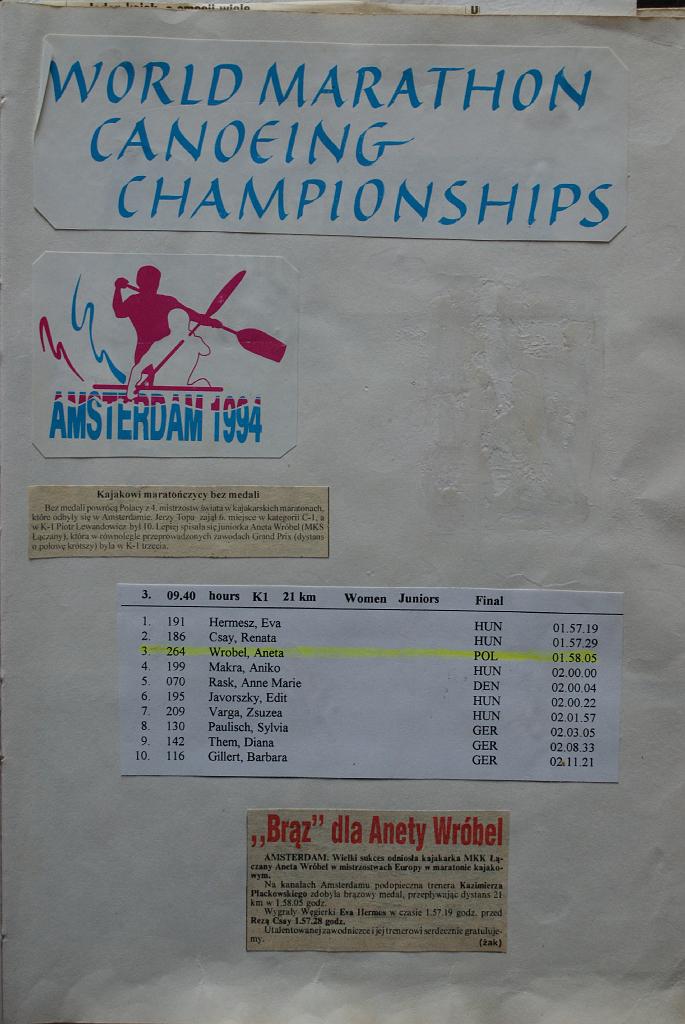 WORLD MARATHON
CANOEING
CHAMPIONSHIPS
AMSTERDAM 1994
Kajakowi maratończycy bez medali
Bez medali powrócą Polacy z 4. mistrzostw świata w kajakarskich maratonach,
które odbyły się w Amsterdamie. Jerzy Topa zajął 6. miejsce w kategorii C-1, a
w K-1 Piotr Lewandowicz był 10. Lepiej spisała się juniorka Aneta Wróbel (MKS
Łączany), która w równolegle przeprowadzonych zawodach Grand Prix (dystans
o połowę krótszy) była w K-1 trzecia.
3. 09.40 hours K1 21 km Women Juniors Final
1. 191 Hermesz, Eva HUN 01.57.19
2. 186 Csay, Renata HUN 01.57.29
3. 264 Wrobel, Aneta POL 01.58.05
4. 199 Makra, Aniko HUN 02.00.00
5. 070 Rask, Anne Marie DEN 02.00.04
6. 195 Javorszky, Edit HUN 02.00.22
7. 209 Varga, Zsuzea HUN 02.01.57
8. 130 Paulisch, Sylvia GER 02.03.05
9. 142 Them, Diana GER 02.08.33
10. 116 Gillert, Barbara GER 02.11.21
„Brąz” dla Anety Wróbel
AMSTERDAM. Wielki sukces odniosła kajakarka MKK Łą-
czany Aneta Wróbel w mistrzostwach Europy w maratonie kajako-
wym.
Na kanałach Amsterdamu podopieczna trenera Kazimierza
Płackowskiego zdobyła brązowy medal, przepływając dystans 21
km w 1.58.05 godz.
Wygrały Węgierki Eva Hermes w czasie 1.57.19 godz. przed
Rezą Csay 1.57.28 godz.
Utalentowanej zawodniczce i jej trenerowi serdecznie gratuluje-
my. (żak)